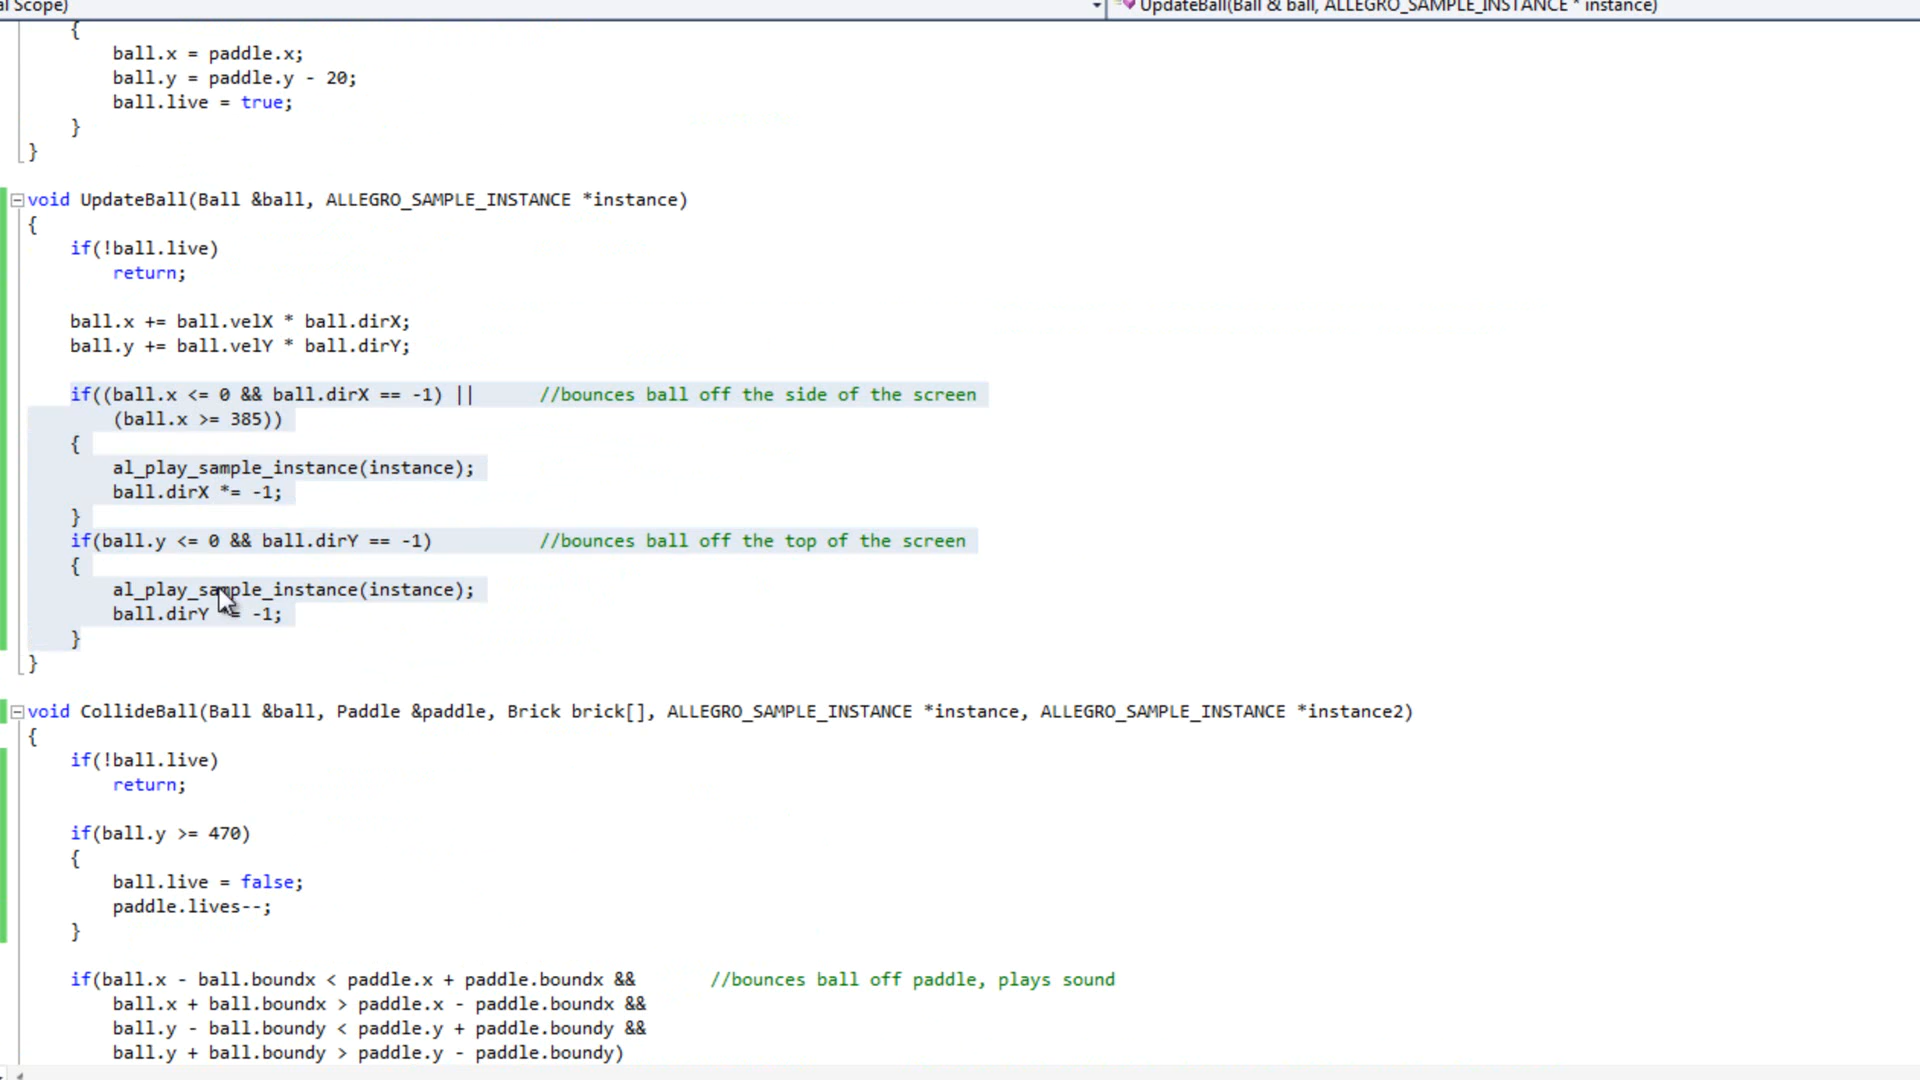 al Scope)
UpdateBall(Ball & ball, ALLEGRO_SAMPLE_INSTANCE * instance)
{
ball.x = paddle.x;
ball.y = paddle.y - 20;
ball.live = true;
}
}
void UpdateBall(Ball &ball, ALLEGRO_SAMPLE_INSTANCE *instance)
{
if(!ball.live)
return;
ball.x += ball.velX * ball.dirX;
ball.y += ball.velY * ball.dirY;
if((ball.x <= 0 && ball.dirX == -1) || //bounces ball off the side of the screen
(ball.x >= 385))
{
al_play_sample_instance(instance);
ball.dirX *= -1;
}
if(ball.y <= 0 && ball.dirY == -1) //bounces ball off the top of the screen
{
al_play_sample_instance(instance);
ball.dirY *= -1;
}
}
void CollideBall(Ball &ball, Paddle &paddle, Brick brick[], ALLEGRO_SAMPLE_INSTANCE *instance, ALLEGRO_SAMPLE_INSTANCE *instance2)
{
if(!ball.live)
return;
if(ball.y >= 470)
{
ball.live = false;
paddle.lives--;
}
if(ball.x - ball.boundx < paddle.x + paddle.boundx && //bounces ball off paddle, plays sound
ball.x + ball.boundx > paddle.x - paddle.boundx &&
ball.y - ball.boundy < paddle.y + paddle.boundy &&
ball.y + ball.boundy > paddle.y - paddle.boundy)